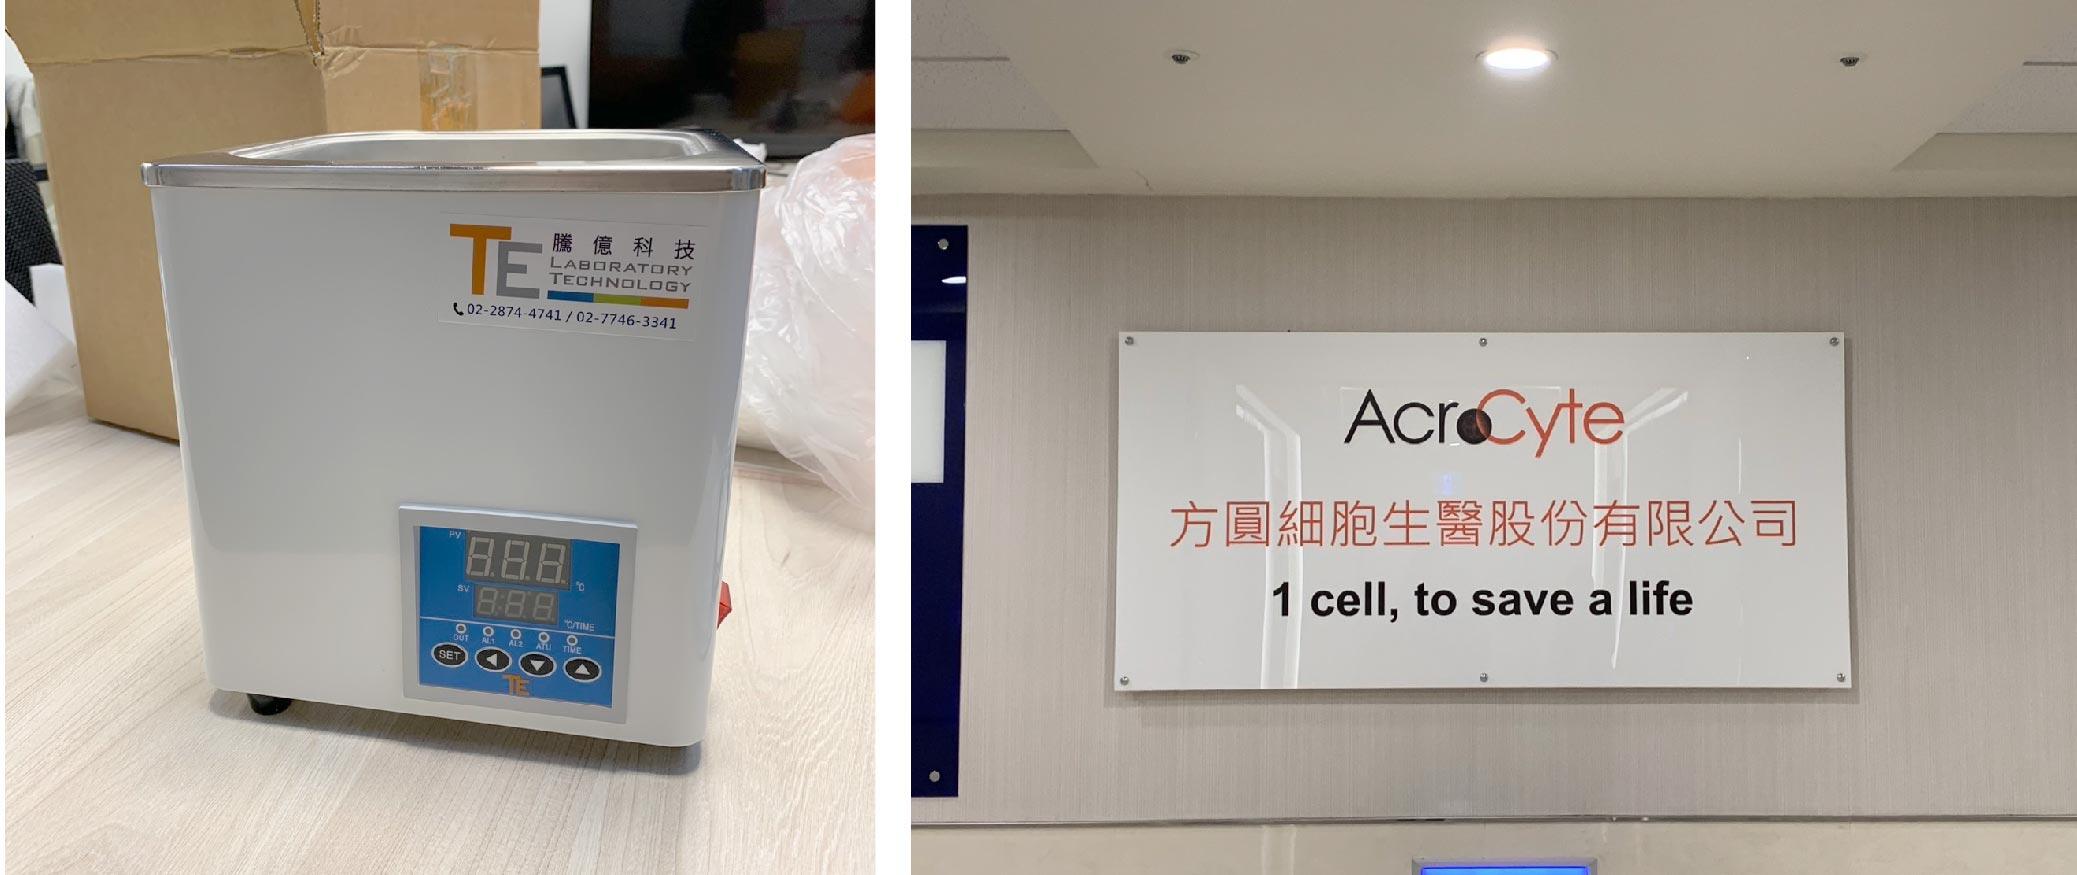 TE 騰億科技
LABORATORY
TECHNOLOGY
02-2874-4741 / 02-7746-3341
PV
°C
SV
°C/TIME
OUT AL1 AL2 ATU TIME
SET
TE
AcroCyte
方圓細胞生醫股份有限公司
1 cell, to save a life